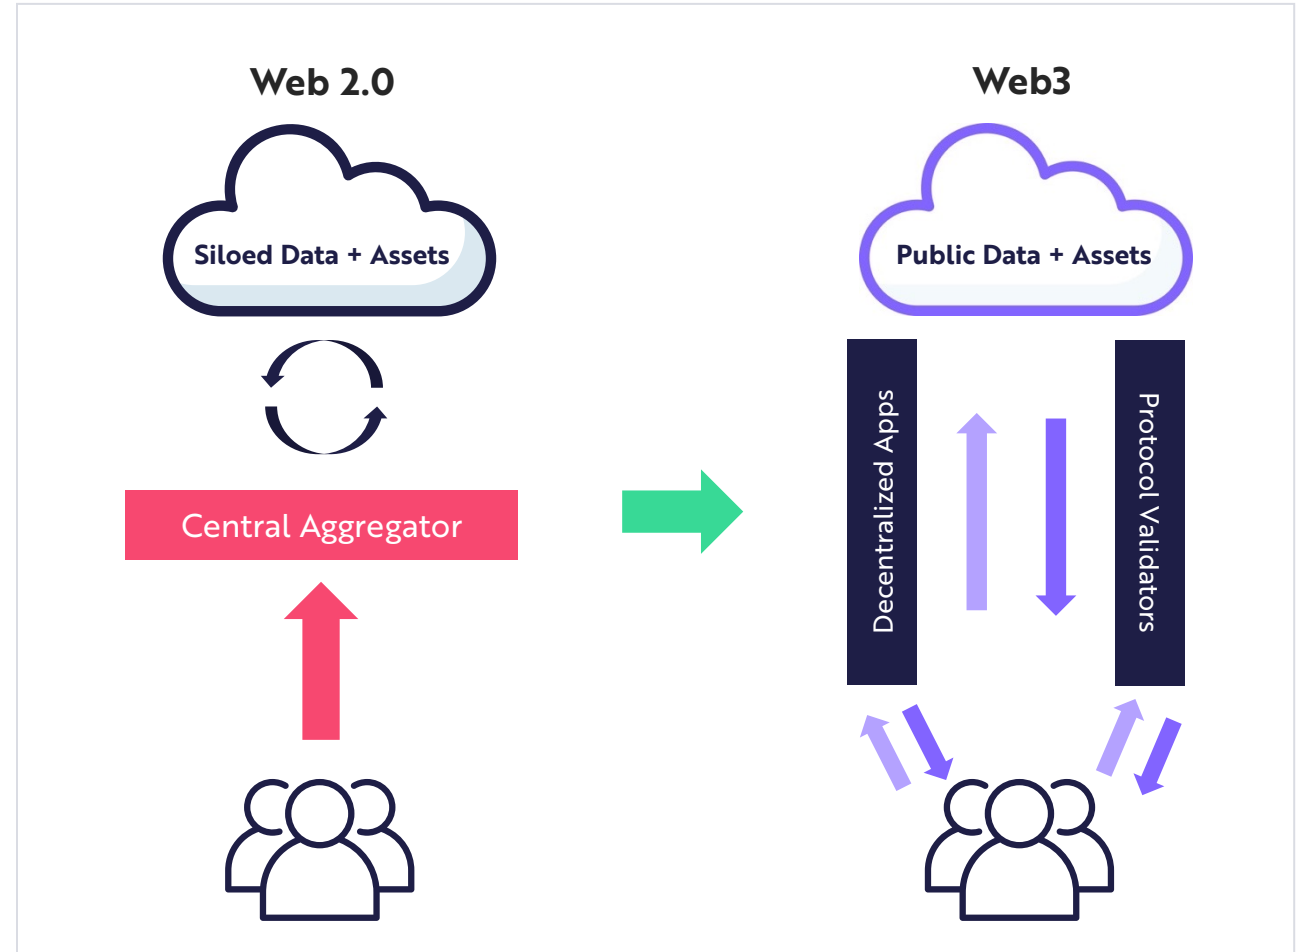 Web 2.0
Siloed Data + Assets
Central Aggregator
Web3
Public Data + Assets
Decentralized Apps
Protocol Validators